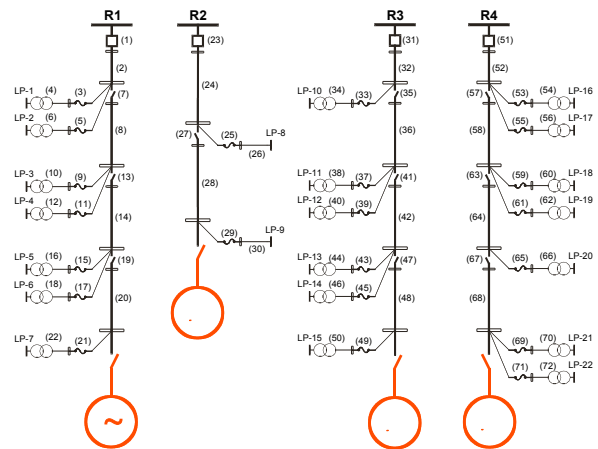 R1 R2 R3 R4
(1) (23) (31) (51)
(2) (32) (52)
LP-1 (4) (3) (7) (24) LP-10 (34) (33) (35) (57) (53) (54) LP-16
LP-2 (6) (5) (55) (56) LP-17
(8) (27) (25) LP-8 (36) (58)
(26)
LP-3 (10) (9) (13) (28) LP-11 (38) (37) (41) (63) (59) (60) LP-18
LP-4 (12) (11) LP-12 (40) (39) (61) (62) LP-19
(14) (42) (64)
(29) LP-9
(30)
LP-5 (16) (15) (19) LP-13 (44) (43) (47) (67) (65) (66) LP-20
LP-6 (18) (17) LP-14 (46) (45)
(20) (48) (68)
LP-7 (22) (21) LP-15 (50) (49) (69) (70) LP-21
(71) (72) LP-22
~